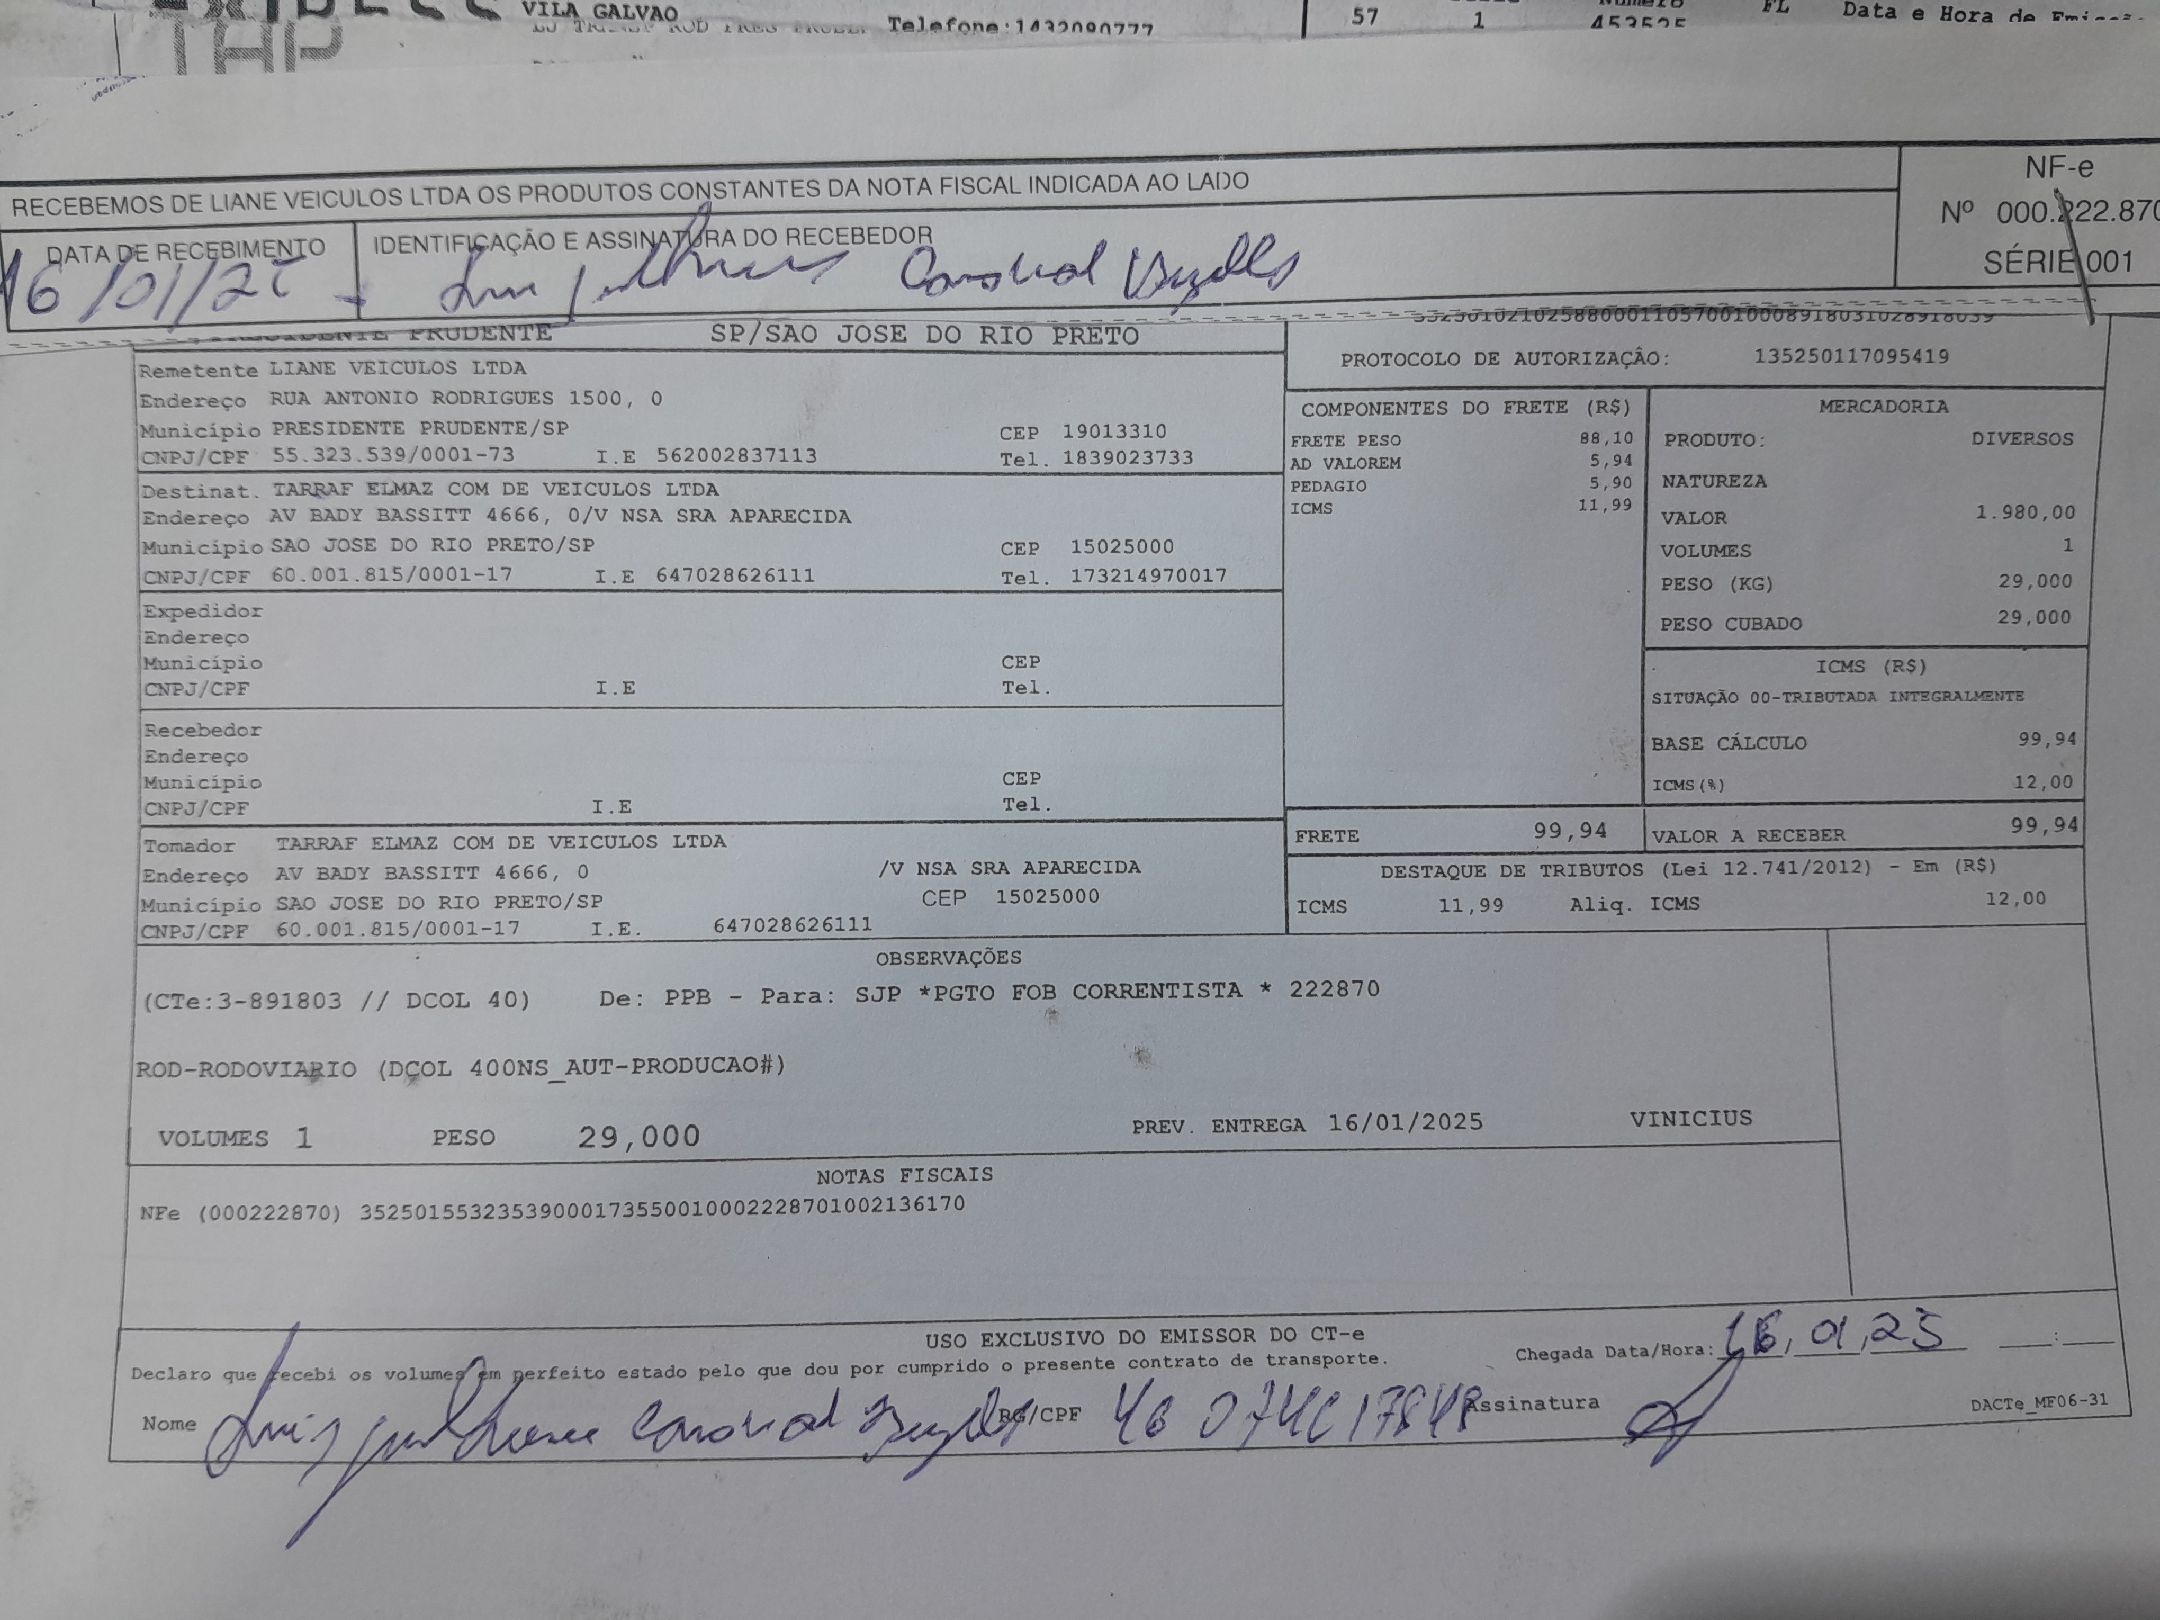 VILA GALVAO
Telefone:1432090777
57 1 453525 FL Data e Hora de
THP
RECEBEMOS DE LIANE VEICULOS LTDA OS PRODUTOS CONSTANTES DA NOTA FISCAL INDICADA AO LADO
NF-e
Nº 000.222.870
SÉRIE 001
DATA DE RECEBIMENTO
IDENTIFICAÇÃO E ASSINATURA DO RECEBEDOR
16/01/25
PRUDENTE SP/SAO JOSE DO RIO PRETO
Remetente LIANE VEICULOS LTDA
Endereço RUA ANTONIO RODRIGUES 1500, 0
Município PRESIDENTE PRUDENTE/SP CEP 19013310
CNPJ/CPF 55.323.539/0001-73 I.E 562002837113 Tel. 1839023733
Destinat. TARRAF ELMAZ COM DE VEICULOS LTDA
Endereço AV BADY BASSITT 4666, 0/V NSA SRA APARECIDA
Município SAO JOSE DO RIO PRETO/SP CEP 15025000
CNPJ/CPF 60.001.815/0001-17 I.E 647028626111 Tel. 173214970017
Expedidor
Endereço
Município CEP
CNPJ/CPF I.E Tel.
Recebedor
Endereço
Município CEP
CNPJ/CPF I.E Tel.
Tomador TARRAF ELMAZ COM DE VEICULOS LTDA
Endereço AV BADY BASSITT 4666, 0 /V NSA SRA APARECIDA
Município SAO JOSE DO RIO PRETO/SP CEP 15025000
CNPJ/CPF 60.001.815/0001-17 I.E. 647028626111
PROTOCOLO DE AUTORIZAÇÃO: 135250117095419
COMPONENTES DO FRETE (R$)
FRETE PESO 88,10
AD VALOREM 5,94
PEDAGIO 5,90
ICMS 11,99
MERCADORIA
PRODUTO: DIVERSOS
NATUREZA
VALOR 1.980,00
VOLUMES 1
PESO (KG) 29,000
PESO CUBADO 29,000
ICMS (R$)
SITUAÇÃO 00-TRIBUTADA INTEGRALMENTE
BASE CÁLCULO 99,94
ICMS(%) 12,00
FRETE 99,94 VALOR A RECEBER 99,94
DESTAQUE DE TRIBUTOS (Lei 12.741/2012) - Em (R$)
ICMS 11,99 Aliq. ICMS 12,00
OBSERVAÇÕES
(CTe:3-891803 // DCOL 40) De: PPB - Para: SJP *PGTO FOB CORRENTISTA * 222870
ROD-RODOVIARIO (DCOL 400NS_AUT-PRODUCAO#)
VOLUMES 1 PESO 29,000 PREV. ENTREGA 16/01/2025 VINICIUS
NOTAS FISCAIS
NFe (000222870) 35250155323539000173550010002228701002136170
USO EXCLUSIVO DO EMISSOR DO CT-e
Declaro que recebi os volumes em perfeito estado pelo que dou por cumprido o presente contrato de transporte.
Chegada Data/Hora: 16,01,25 :
Nome Luis Guilherme RG/CPF Assinatura
DACTe_MF06-31